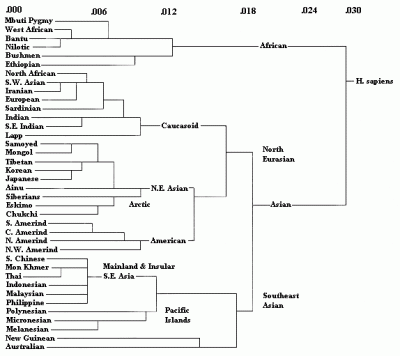 .000 .006 .012 .018 .024 .030
Mbuti Pygmy
West African
Bantu African
Nilotic
Bushmen
Ethiopian
North African
S.W. Asian H. sapiens
Iranian
European
Sardinian
Indian Caucasoid
S.E. Indian
Lapp
Samoyed North
Mongol Eurasian
Tibetan
Korean
Japanese
Ainu N.E. Asian
Siberians
Eskimo Arctic Asian
Chukchi
S. Amerind
C. Amerind
N. Amerind American
N.W. Amerind
S. Chinese
Mon Khmer Mainland & Insular
Thai S.E. Asia
Indonesian
Malaysian Southeast
Philippine Asian
Polynesian Pacific
Micronesian Islands
Melanesian
New Guinean
Australian